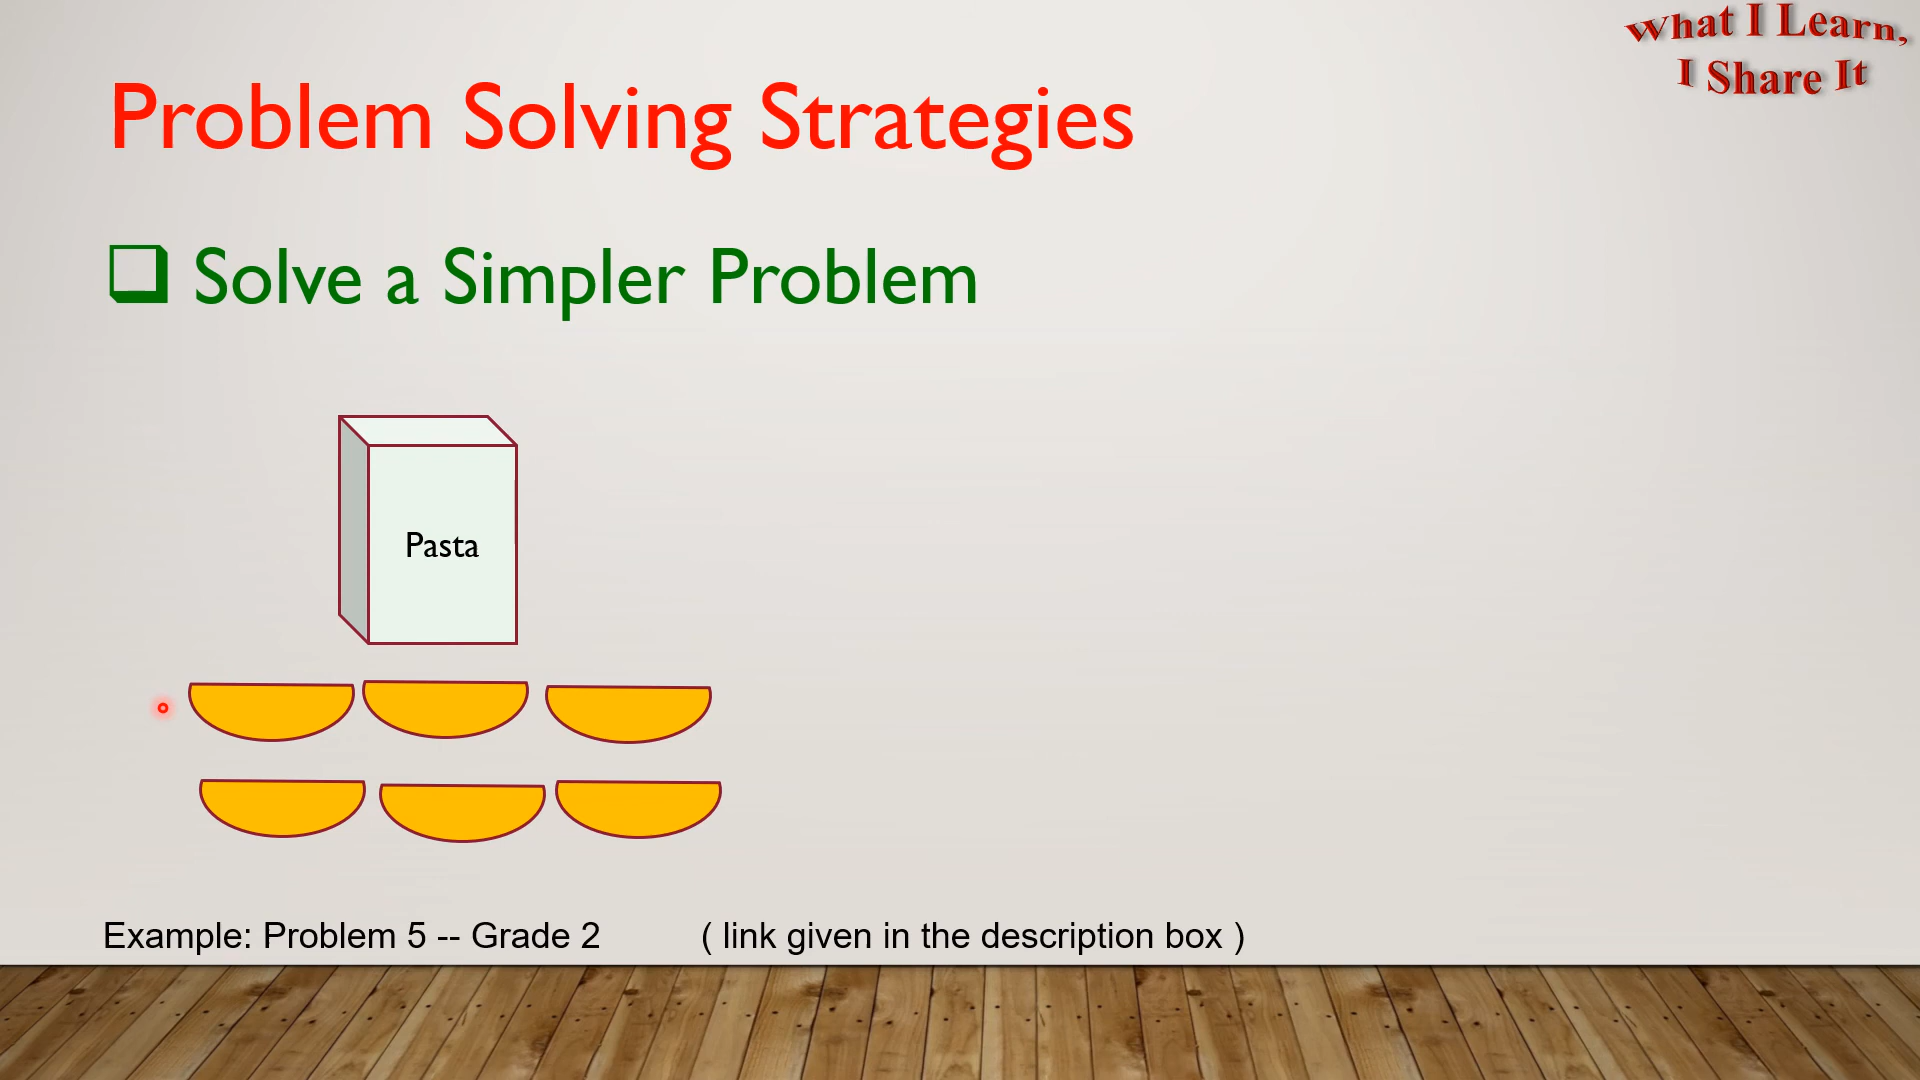 What I Learn,
I Share It
Problem Solving Strategies
Solve a Simpler Problem
Pasta
Example: Problem 5 -- Grade 2 ( link given in the description box )